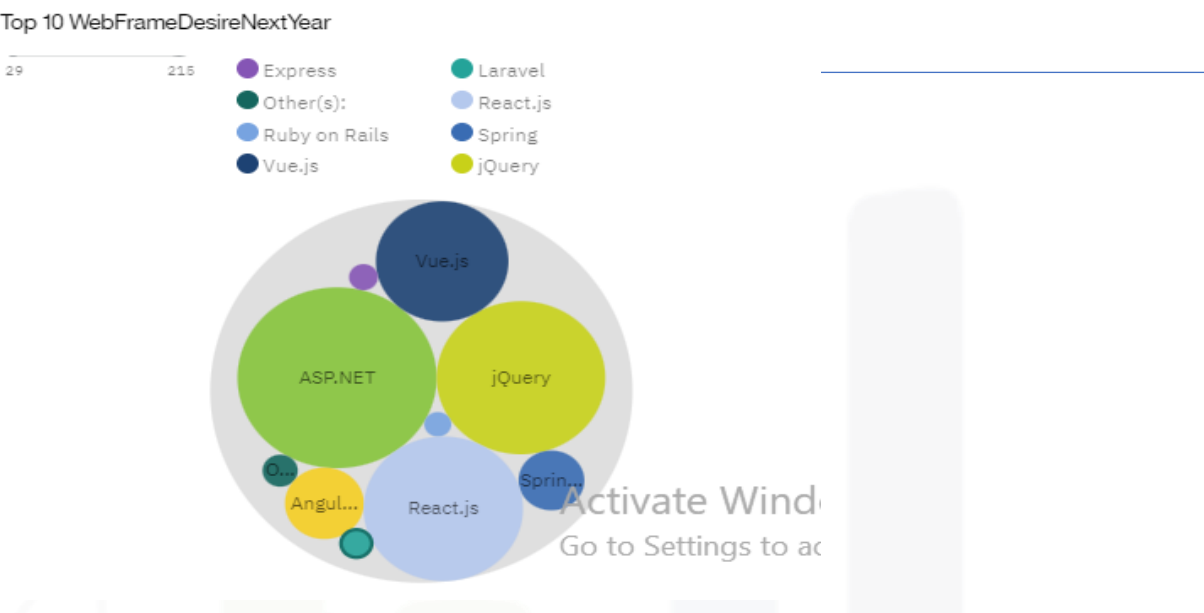 Top 10 WebFrameDesireNextYear
29 215
Express Laravel
Other(s): React.js
Ruby on Rails Spring
Vue.js jQuery
Vue.js
ASP.NET jQuery
O...
Sprin...
Angul... React.js
Activate Wind
Go to Settings to ac